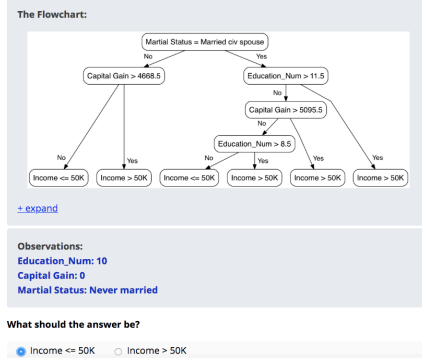 The Flowchart:
Martial Status = Married civ spouse
No Yes
Capital Gain > 4668.5 Education_Num > 11.5
No
Capital Gain > 5095.5
No
Education_Num > 8.5
No Yes No Yes Yes Yes
Income <= 50K Income > 50K Income <= 50K Income > 50K Income > 50K Income > 50K
+ expand
Observations:
Education_Num: 10
Capital Gain: 0
Martial Status: Never married
What should the answer be?
Income <= 50K Income > 50K